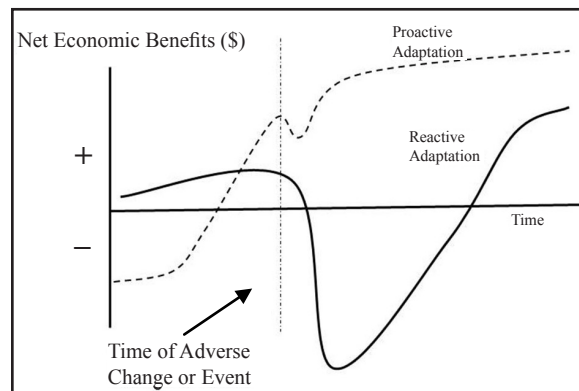 Net Economic Benefits ($)
Proactive
Adaptation
+
Reactive
Adaptation
Time
−
Time of Adverse
Change or Event